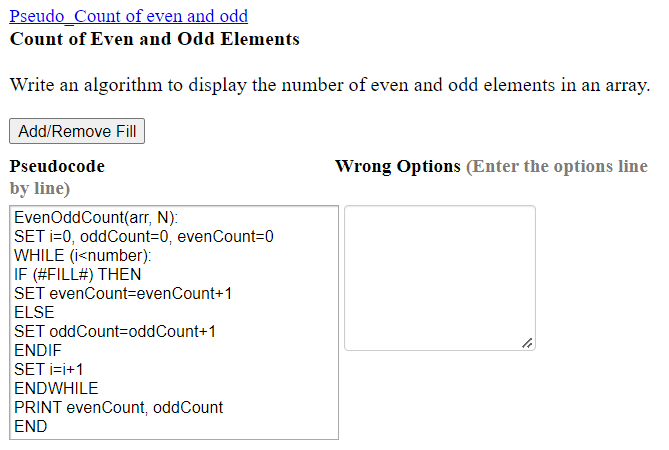 Pseudo_Count of even and odd
Count of Even and Odd Elements
Write an algorithm to display the number of even and odd elements in an array.
Add/Remove Fill
Pseudocode
Wrong Options (Enter the options line
by line)
EvenOddCount(arr, N):
SET i=0, oddCount=0, evenCount=0
WHILE (i<number):
IF (#FILL#) THEN
SET evenCount=evenCount+1
ELSE
SET oddCount=oddCount+1
ENDIF
SET i=i+1
ENDWHILE
PRINT evenCount, oddCount
END